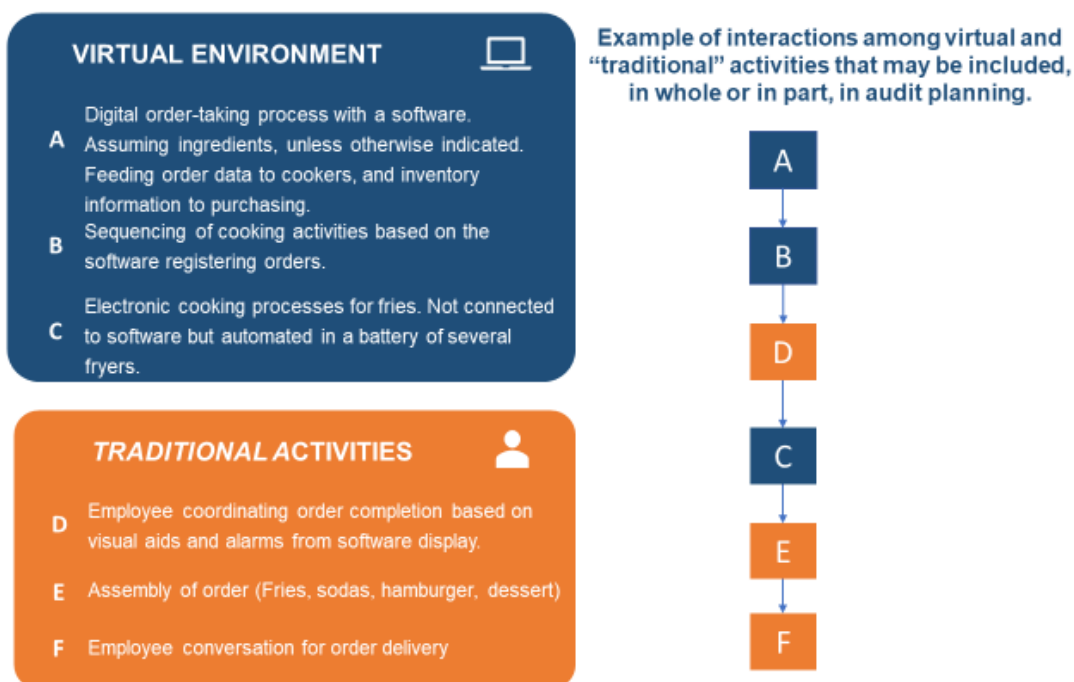 VIRTUAL ENVIRONMENT
A
Digital order-taking process with a software.
Assuming ingredients, unless otherwise indicated.
Feeding order data to cookers, and inventory
information to purchasing.
B
Sequencing of cooking activities based on the
software registering orders.
C
Electronic cooking processes for fries. Not connected
to software but automated in a battery of several
fryers.
TRADITIONAL ACTIVITIES
D
Employee coordinating order completion based on
visual aids and alarms from software display.
E Assembly of order (Fries, sodas, hamburger, dessert)
F Employee conversation for order delivery
Example of interactions among virtual and
“traditional” activities that may be included,
in whole or in part, in audit planning.
A
B
D
C
E
F